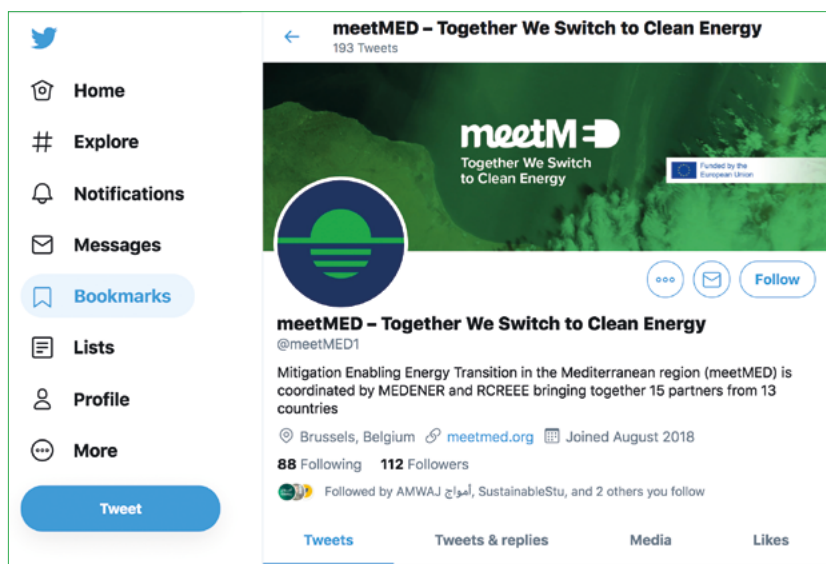 Home
Explore
Notifications
Messages
Bookmarks
Lists
Profile
More
Tweet
meetMED – Together We Switch to Clean Energy
193 Tweets
meetM
Together We Switch
to Clean Energy
Funded by the
European Union
Follow
meetMED – Together We Switch to Clean Energy
@meetMED1
Mitigation Enabling Energy Transition in the Mediterranean region (meetMED) is
coordinated by MEDENER and RCREEE bringing together 15 partners from 13
countries
Brussels, Belgium meetmed.org Joined August 2018
88 Following 112 Followers
Followed by AMWAJ أمواج, SustainableStu, and 2 others you follow
Tweets Tweets & replies Media Likes